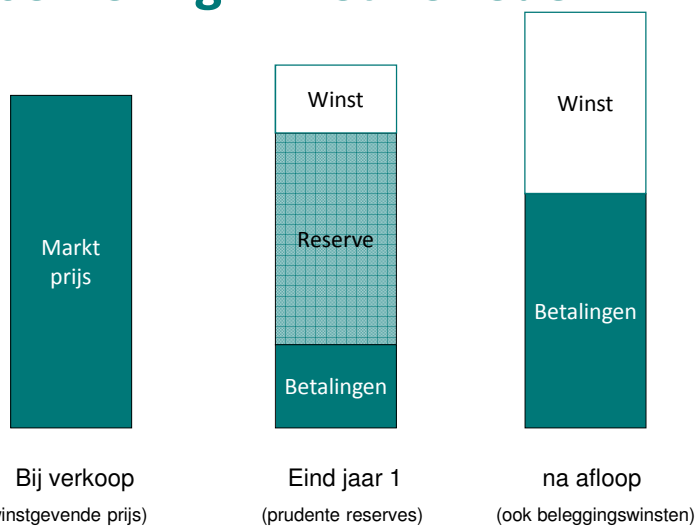 Winst
Winst
Reserve
Markt
prijs
Betalingen
Betalingen
Bij verkoop
Eind jaar 1
na afloop
(prudente reserves)
(ook beleggingswinsten)